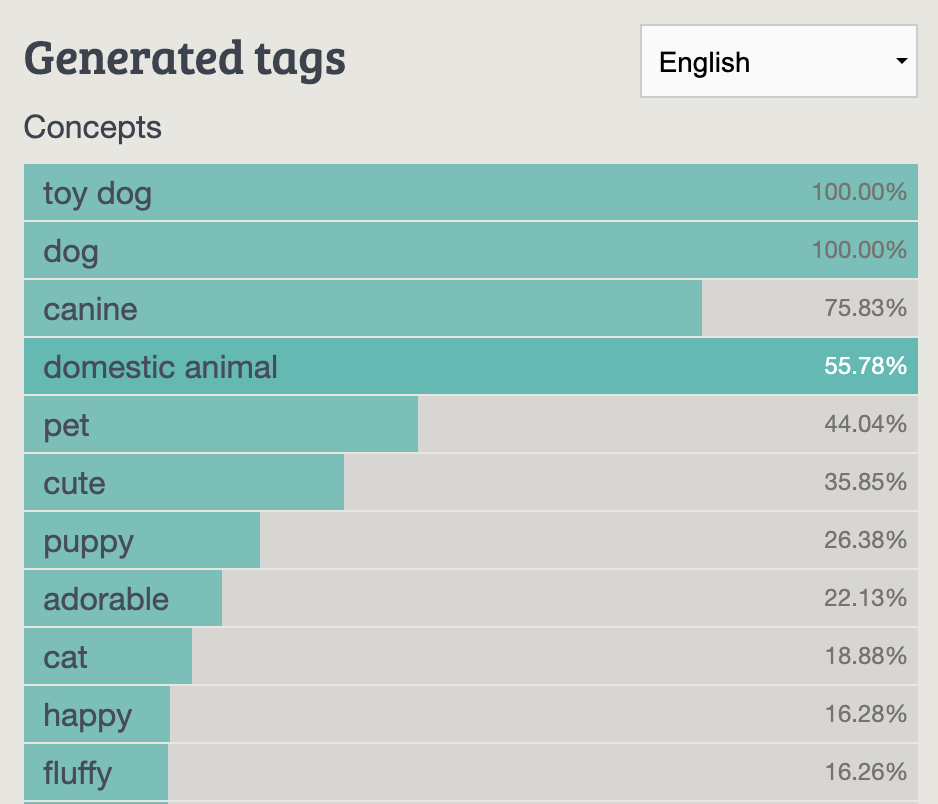 Generated tags
English
Concepts
toy dog 100.00%
dog 100.00%
canine 75.83%
domestic animal 55.78%
pet 44.04%
cute 35.85%
puppy 26.38%
adorable 22.13%
cat 18.88%
happy 16.28%
fluffy 16.26%